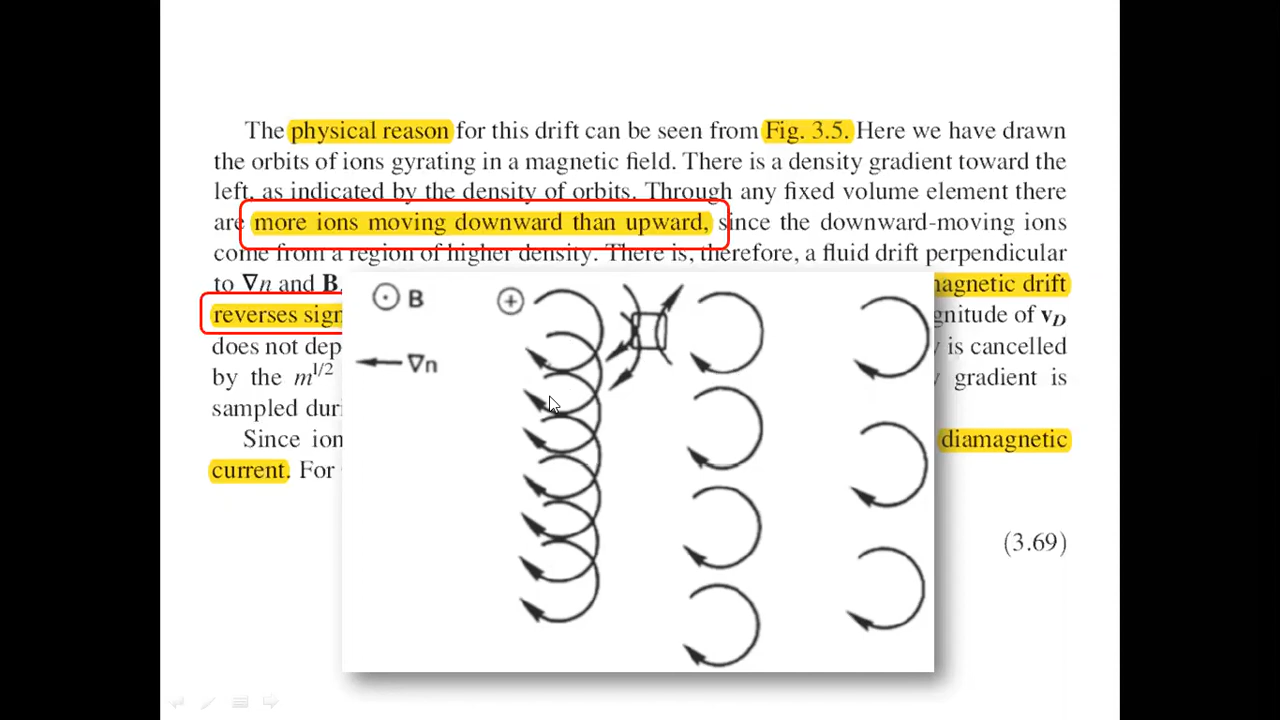 The physical reason for this drift can be seen from Fig. 3.5. Here we have drawn
the orbits of ions gyrating in a magnetic field. There is a density gradient toward the
left, as indicated by the density of orbits. Through any fixed volume element there
are more ions moving downward than upward, since the downward-moving ions
come from a region of higher density. There is, therefore, a fluid drift perpendicular
to ∇n and B
agnetic drift
reverses sign
gnitude of v_D
does not dep
y is cancelled
by the m^1/2
y gradient is
sampled duri
Since ion
diamagnetic
current. For
(3.69)
B
+
∇n